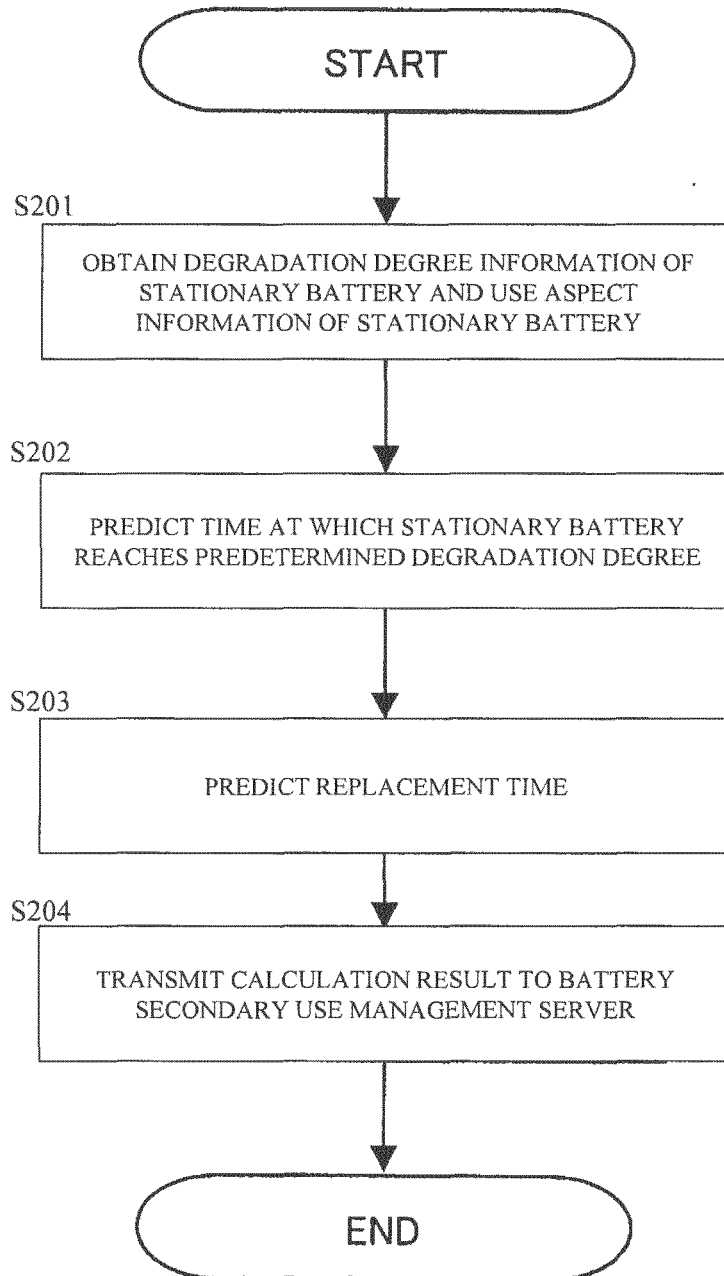 START
S201
OBTAIN DEGRADATION DEGREE INFORMATION OF
STATIONARY BATTERY AND USE ASPECT
INFORMATION OF STATIONARY BATTERY
S202
PREDICT TIME AT WHICH STATIONARY BATTERY
REACHES PREDETERMINED DEGRADATION DEGREE
S203
PREDICT REPLACEMENT TIME
S204
TRANSMIT CALCULATION RESULT TO BATTERY
SECONDARY USE MANAGEMENT SERVER
END